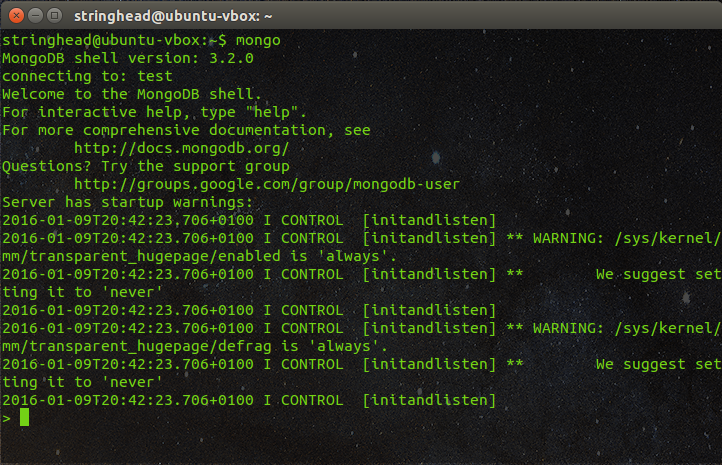 stringhead@ubuntu-vbox: ~
stringhead@ubuntu-vbox:~$ mongo
MongoDB shell version: 3.2.0
connecting to: test
Welcome to the MongoDB shell.
For interactive help, type "help".
For more comprehensive documentation, see
        http://docs.mongodb.org/
Questions? Try the support group
        http://groups.google.com/group/mongodb-user
Server has startup warnings:
2016-01-09T20:42:23.706+0100 I CONTROL  [initandlisten]
2016-01-09T20:42:23.706+0100 I CONTROL  [initandlisten] ** WARNING: /sys/kernel/
mm/transparent_hugepage/enabled is 'always'.
2016-01-09T20:42:23.706+0100 I CONTROL  [initandlisten] **        We suggest set
ting it to 'never'
2016-01-09T20:42:23.706+0100 I CONTROL  [initandlisten]
2016-01-09T20:42:23.706+0100 I CONTROL  [initandlisten] ** WARNING: /sys/kernel/
mm/transparent_hugepage/defrag is 'always'.
2016-01-09T20:42:23.706+0100 I CONTROL  [initandlisten] **        We suggest set
ting it to 'never'
2016-01-09T20:42:23.706+0100 I CONTROL  [initandlisten]
>